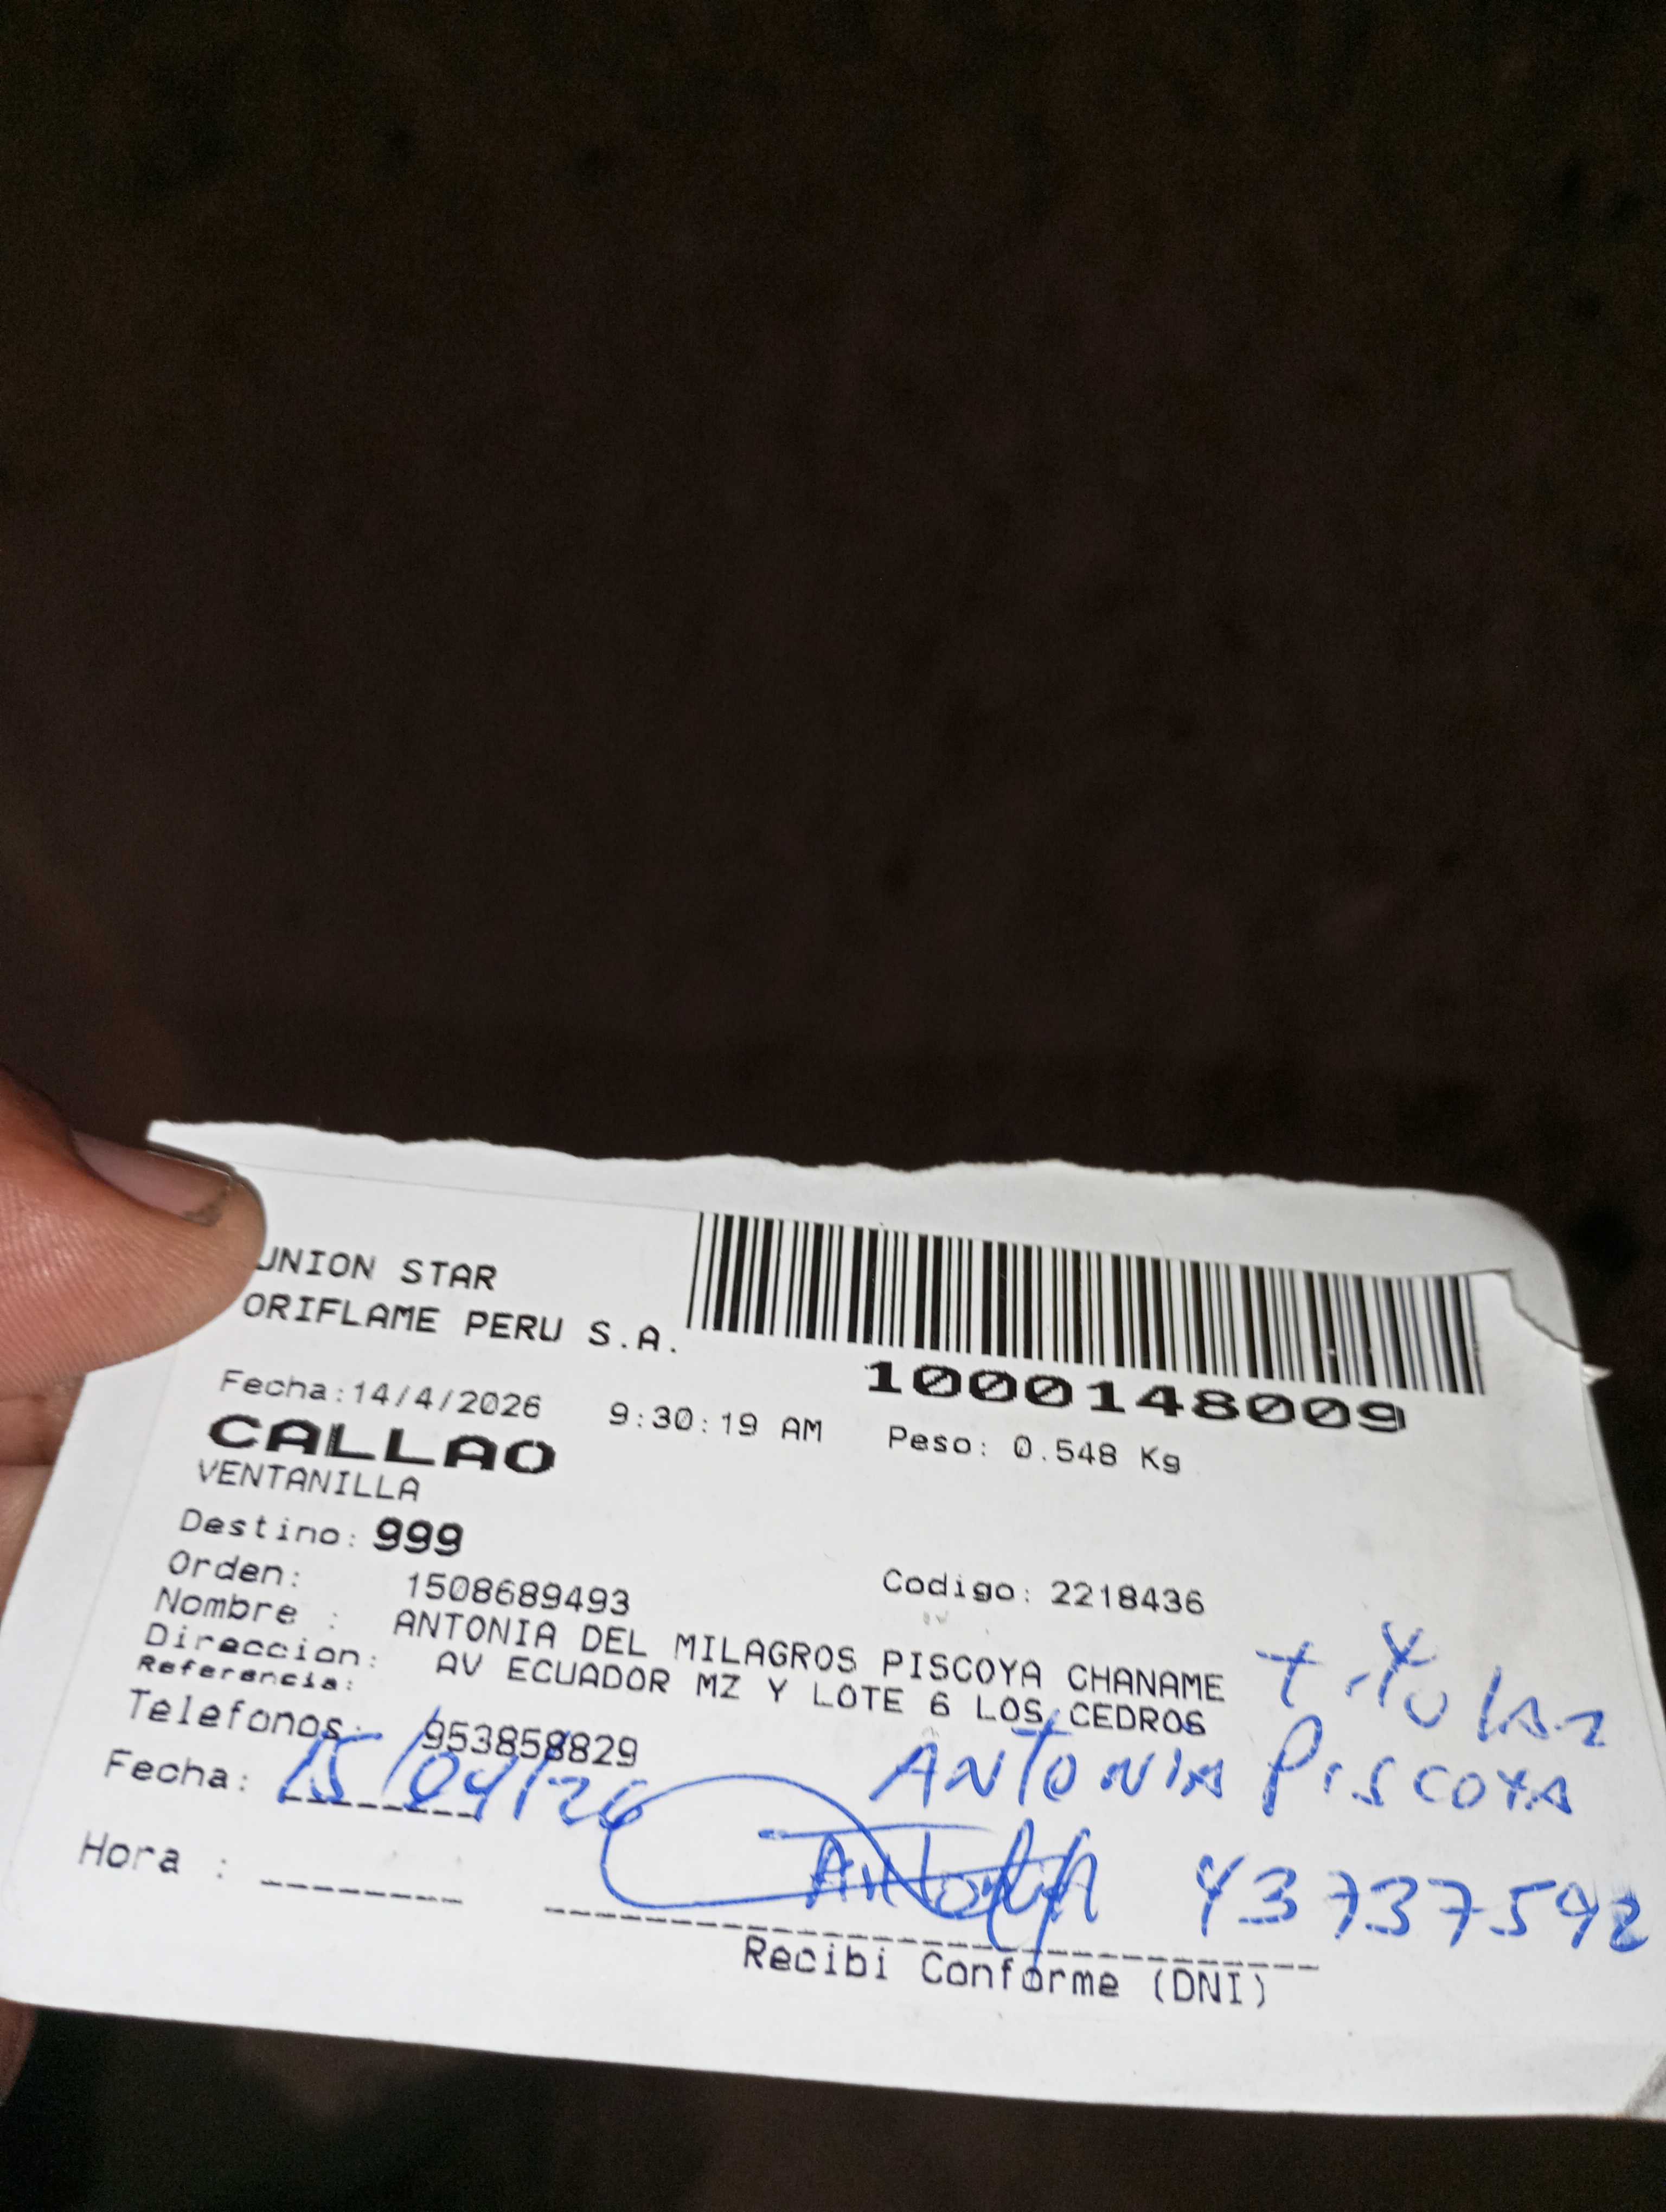 UNION STAR
ORIFLAME PERU S.A.
1000148009
Fecha:14/4/2026 9:30:19 AM Peso: 0.548 Kg
CALLAO
VENTANILLA
Destino: 999
Orden: 1508689493 Codigo: 2218436
Nombre : ANTONIA DEL MILAGROS PISCOYA CHANAME
Direccion: AV ECUADOR MZ Y LOTE 6 LOS CEDROS
Referencia:
titular
Telefonos: 953858829
ANTONIA PISCOYA
Fecha: 15/04/26
Hora :
43737592
Recibi Conforme (DNI)